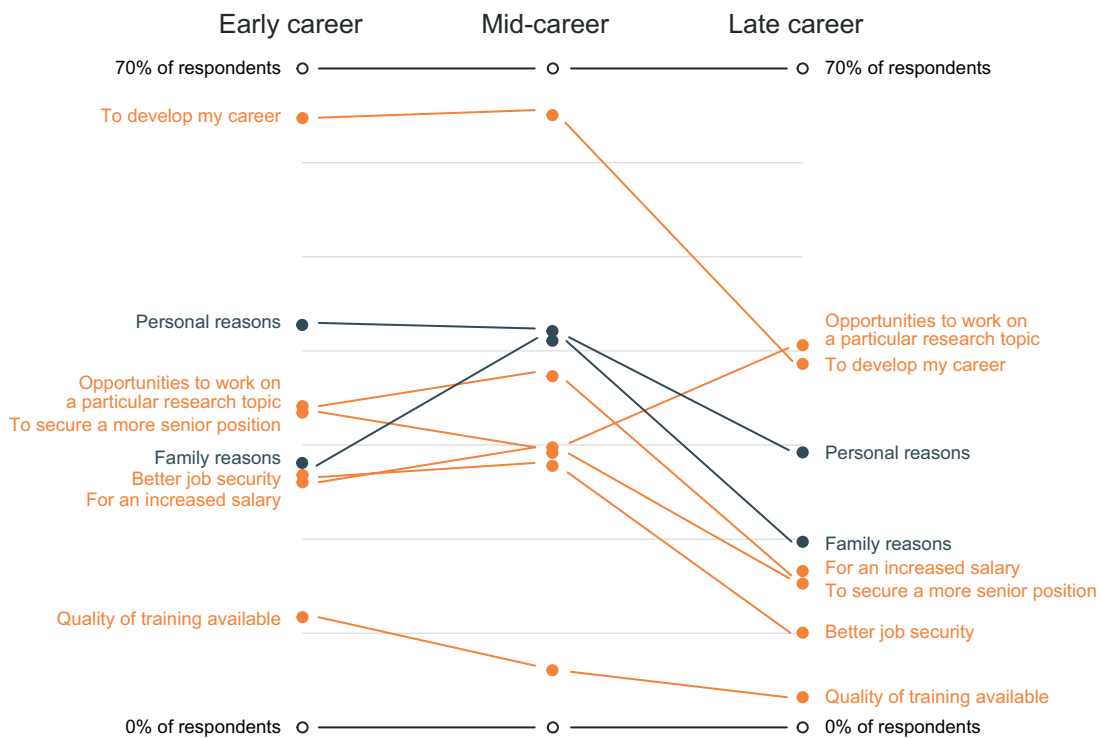 Early career
Mid-career
Late career
70% of respondents
70% of respondents
To develop my career
Personal reasons
Opportunities to work on
a particular research topic
To secure a more senior position
Family reasons
Better job security
For an increased salary
Quality of training available
0% of respondents
Opportunities to work on
a particular research topic
To develop my career
Personal reasons
Family reasons
For an increased salary
To secure a more senior position
Better job security
Quality of training available
0% of respondents